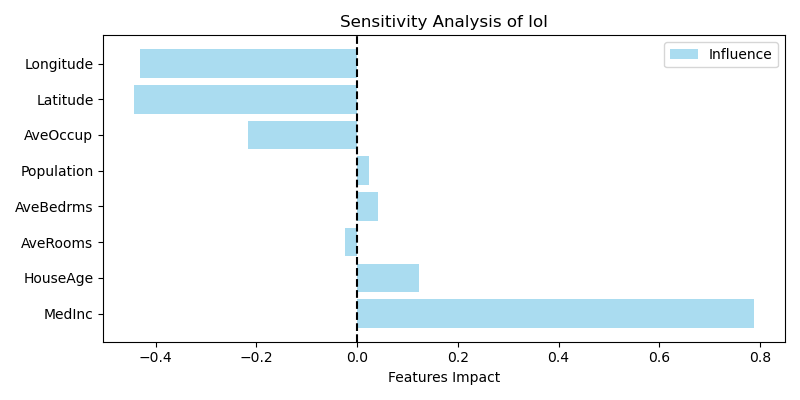 Sensitivity Analysis of lol
Influence
Longitude
Latitude
AveOccup
Population
AveBedrms
AveRooms
HouseAge
MedInc
−0.4 −0.2 0.0 0.2 0.4 0.6 0.8
Features Impact